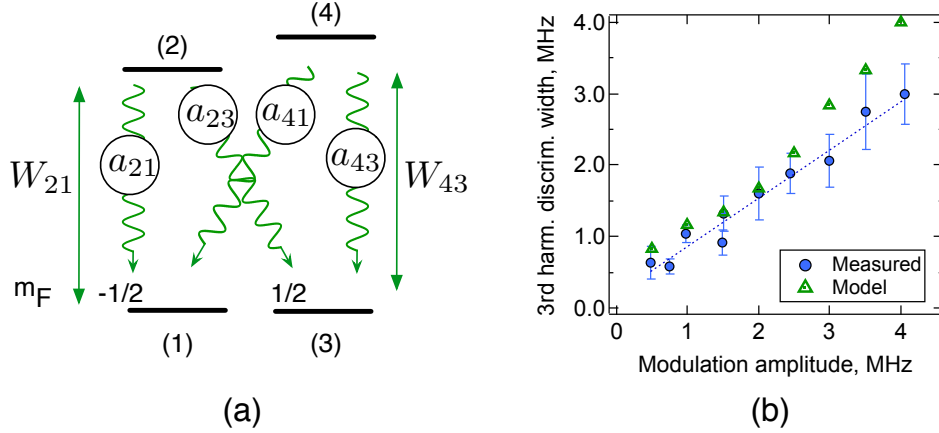 (4)
(2)
a23
a41
W21
a21
a43
W43
mF
-1/2
1/2
(1)
(3)
(a)
b
4.0
3.0
2.0
1.0
0.0
3rd harm. discrim. width, MHz
Measured
Model
0
1
2
3
4
Modulation amplitude, MHz
(b)